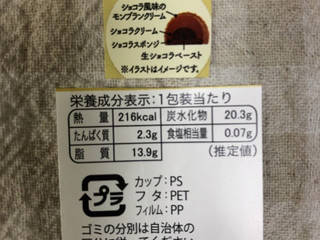 ショコラ風味の
モンブランクリーム
ショコラクリーム
ショコラスポンジ
生ショコラペースト
※イラストはイメージです。
栄養成分表示：1包装当たり
熱量 216kcal 炭水化物 20.3g
たんぱく質 2.3g 食塩相当量 0.07g
脂質 13.9g (推定値)
プラ
カップ：PS
フタ：PET
フィルム：PP
ゴミの分別は自治体の